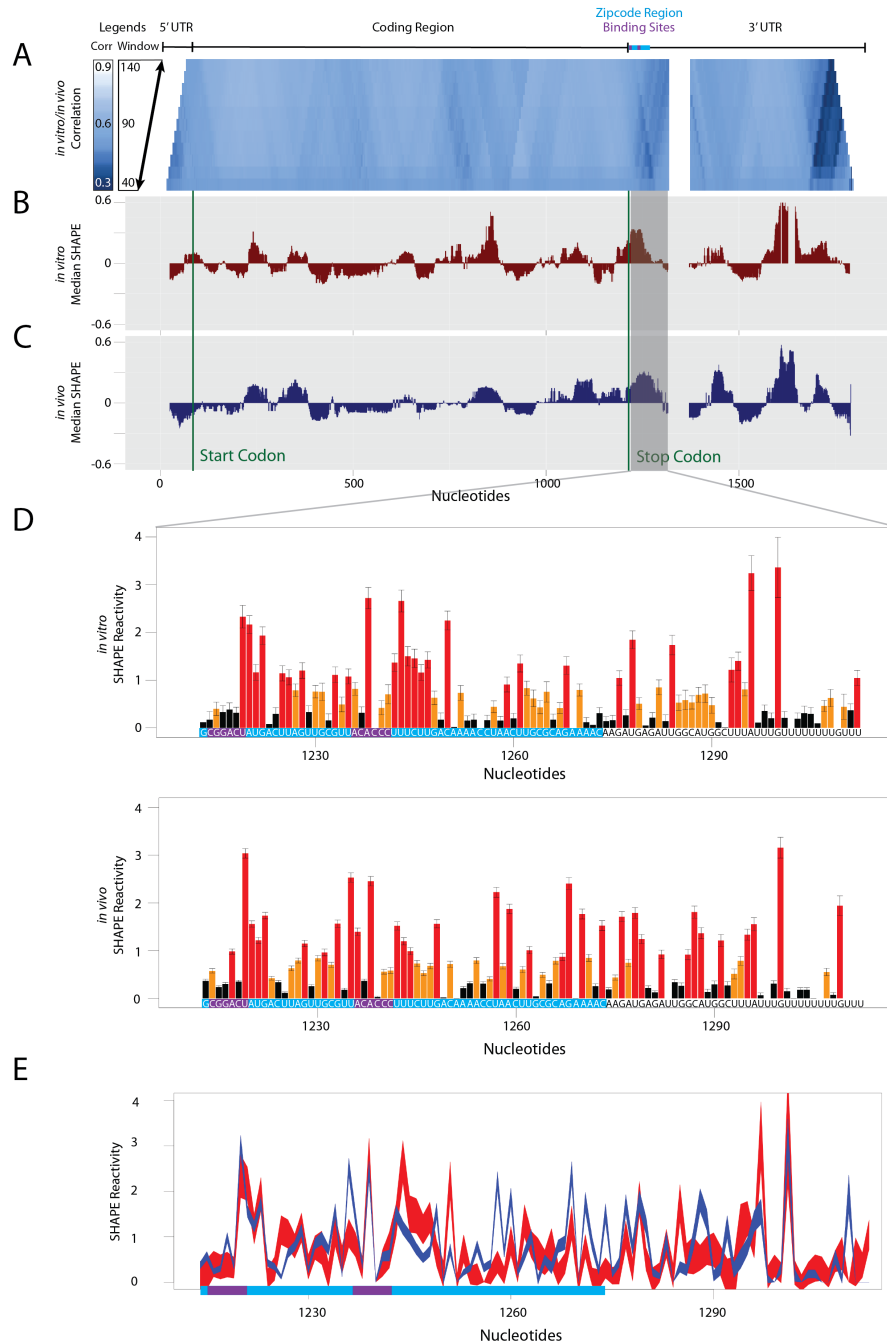 Legends
5′ UTR
Coding Region
Zipcode Region
Binding Sites
3′ UTR
Corr
Window
A
in vitro/in vivo
Correlation
0.9
0.6
0.3
140
90
40
B
in vitro
Median SHAPE
0.6
0
-0.6
C
in vivo
Median SHAPE
0.6
0
-0.6
Start Codon
Stop Codon
0
500
1000
1500
Nucleotides
D
in vitro
SHAPE Reactivity
4
3
2
1
0
GCGGACUAUGACUUAGUUGCGUUACACCCUUUCUUGACAAAACCUAACUUGCGCAGAAAACAAGAUGAGAUUGGCAUGGCUUUAUUUGUUUUUUUUGUUU
1230
1260
1290
Nucleotides
in vivo
SHAPE Reactivity
4
3
2
1
0
GCGGACUAUGACUUAGUUGCGUUACACCCUUUCUUGACAAAACCUAACUUGCGCAGAAAACAAGAUGAGAUUGGCAUGGCUUUAUUUGUUUUUUUUGUUU
1230
1260
1290
Nucleotides
E
SHAPE Reactivity
4
3
2
1
0
1230
1260
1290
Nucleotides